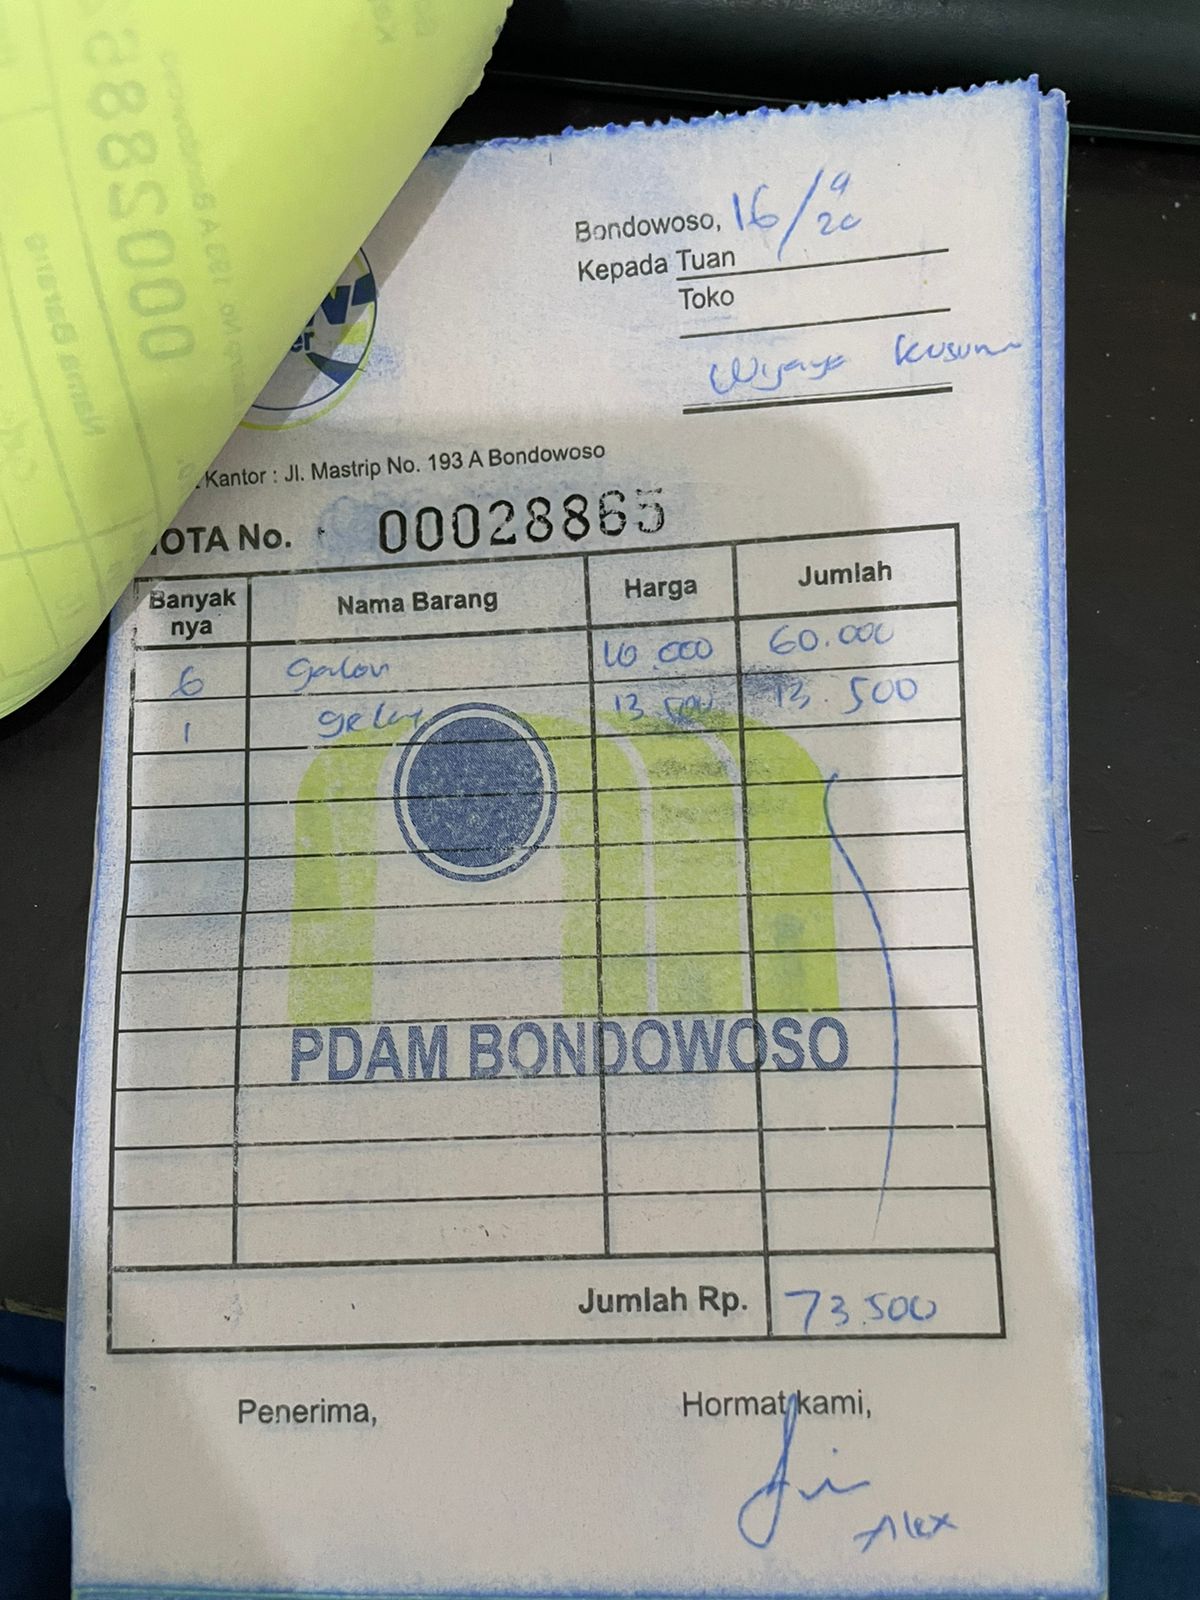 Bondowoso, 16/9
20
Kepada Tuan
Toko
Wijaya Kusuma
Kantor : Jl. Mastrip No. 193 A Bondowoso
NOTA No. : 00028865
Banyak nya Nama Barang Harga Jumlah
6 galon 10.000 60.000
1 gelas 13.500 13.500
PDAM BONDOWOSO
Jumlah Rp. 73.500
Penerima, Hormat kami,
Alex